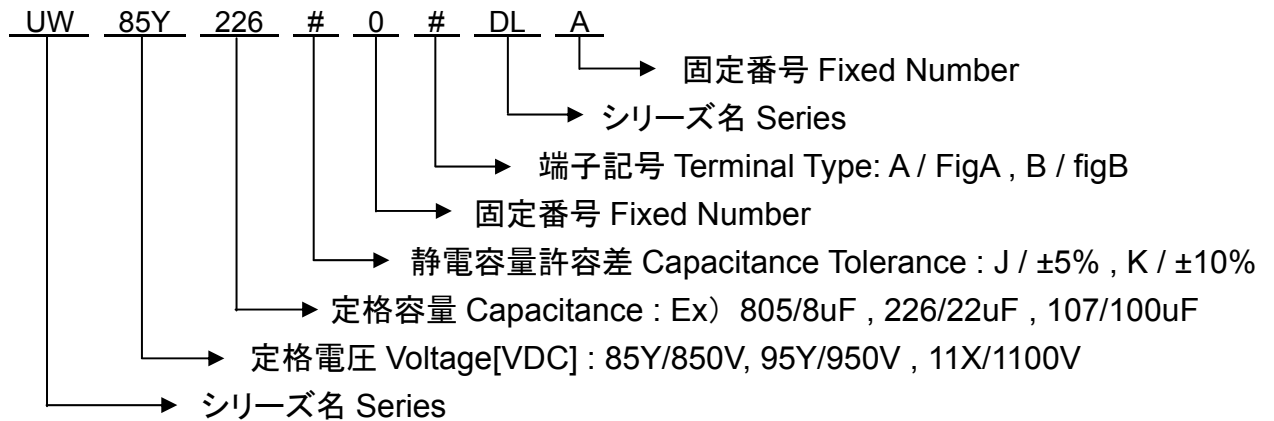 UW 85Y 226 # 0 # DL A
固定番号 Fixed Number
シリーズ名 Series
端子記号 Terminal Type: A / FigA , B / figB
固定番号 Fixed Number
静電容量許容差 Capacitance Tolerance : J / ±5% , K / ±10%
定格容量 Capacitance : Ex）805/8uF , 226/22uF , 107/100uF
定格電圧 Voltage[VDC] : 85Y/850V, 95Y/950V , 11X/1100V
シリーズ名 Series